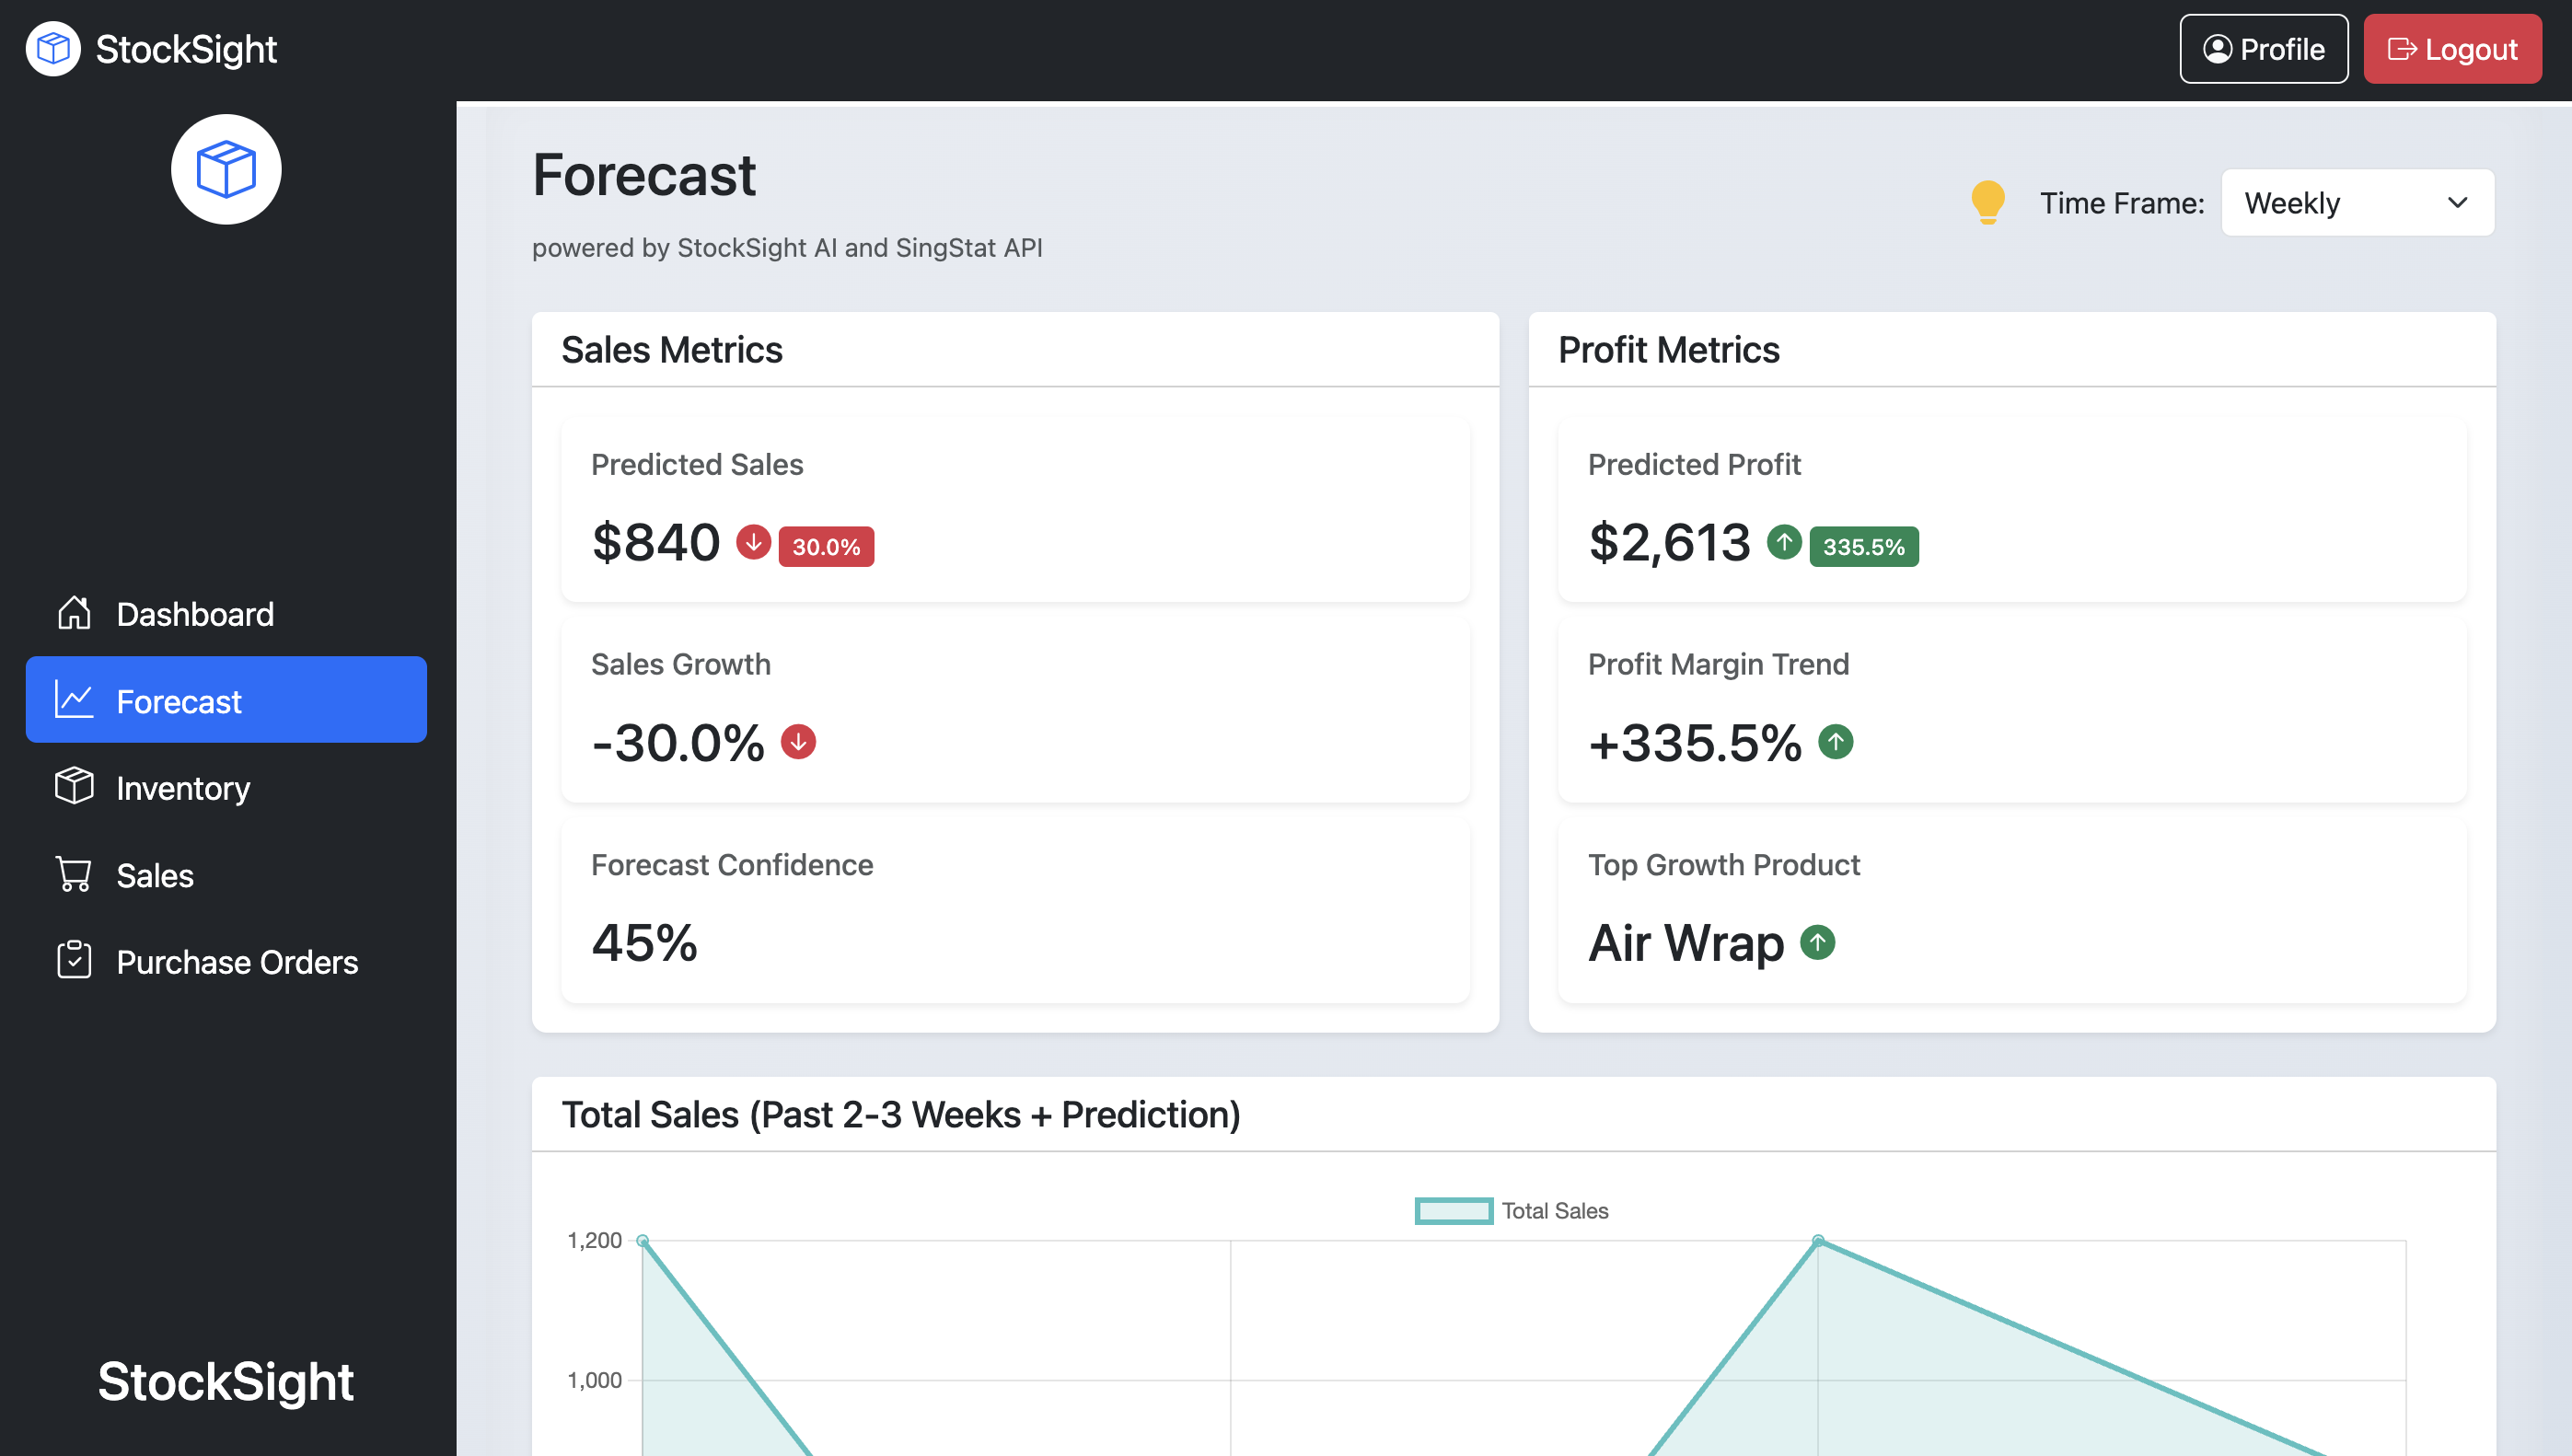 StockSight
Profile
Logout
Dashboard
Forecast
Inventory
Sales
Purchase Orders
StockSight
Forecast
powered by StockSight AI and SingStat API
Time Frame:
Weekly
Sales Metrics
Predicted Sales
$840 30.0%
Sales Growth
-30.0%
Forecast Confidence
45%
Profit Metrics
Predicted Profit
$2,613 335.5%
Profit Margin Trend
+335.5%
Top Growth Product
Air Wrap
Total Sales (Past 2-3 Weeks + Prediction)
Total Sales
1,200
1,000